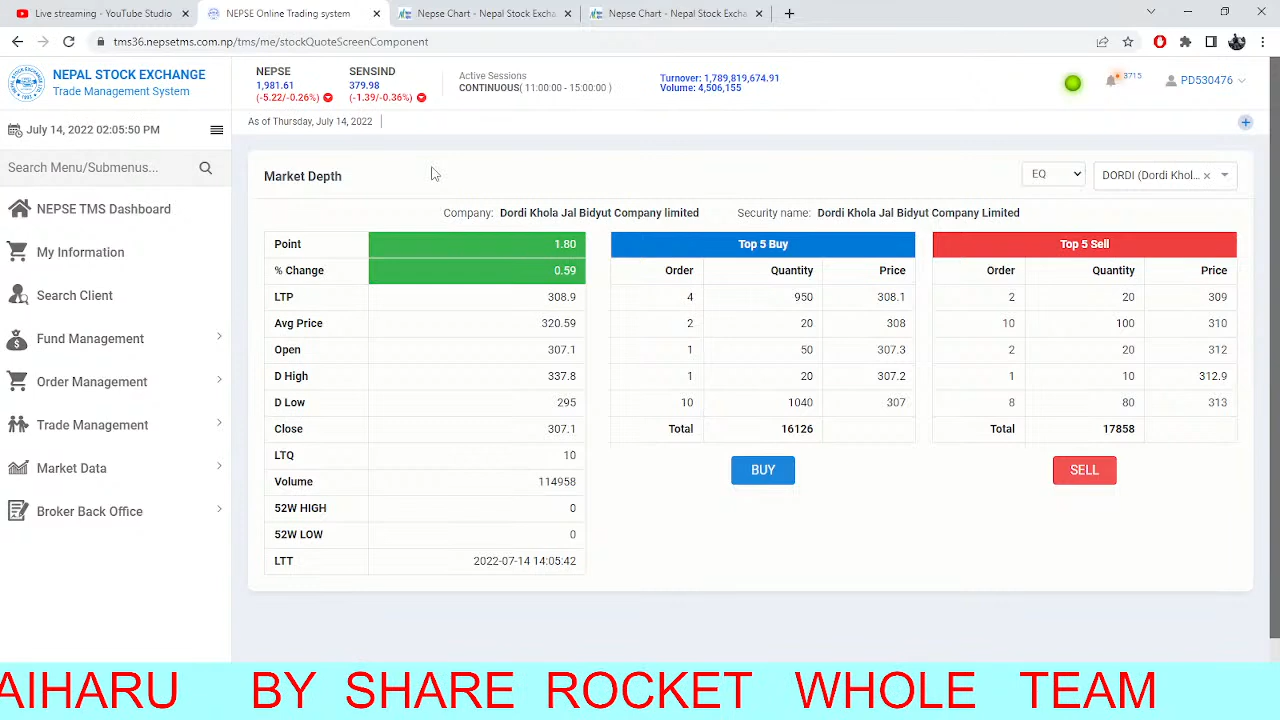 Live streaming - YouTube Studio
NEPSE Online Trading system
Nepse Chart - Nepal Stock Excha
Nepse Chart - Nepal Stock Excha
tms36.nepsetms.com.np/tms/me/stockQuoteScreenComponent
NEPAL STOCK EXCHANGE
Trade Management System
NEPSE
1,981.61
(-5.22/-0.26%)
SENSIND
379.98
(-1.39/-0.36%)
Active Sessions
CONTINUOUS( 11:00:00 - 15:00:00 )
Turnover: 1,789,819,674.91
Volume: 4,506,155
3715
PD530476
July 14, 2022 02:05:50 PM
As of Thursday, July 14, 2022
Search Menu/Submenus...
NEPSE TMS Dashboard
My Information
Search Client
Fund Management
Order Management
Trade Management
Market Data
Broker Back Office
Market Depth
EQ
DORDI (Dordi Khol... ×
Company: Dordi Khola Jal Bidyut Company limited
Security name: Dordi Khola Jal Bidyut Company Limited
Point 1.80
% Change 0.59
LTP 308.9
Avg Price 320.59
Open 307.1
D High 337.8
D Low 295
Close 307.1
LTQ 10
Volume 114958
52W HIGH 0
52W LOW 0
LTT 2022-07-14 14:05:42
Top 5 Buy
Order Quantity Price
4 950 308.1
2 20 308
1 50 307.3
1 20 307.2
10 1040 307
Total 16126
BUY
Top 5 Sell
Order Quantity Price
2 20 309
10 100 310
2 20 312
1 10 312.9
8 80 313
Total 17858
SELL
AIHARU BY SHARE ROCKET WHOLE TEAM